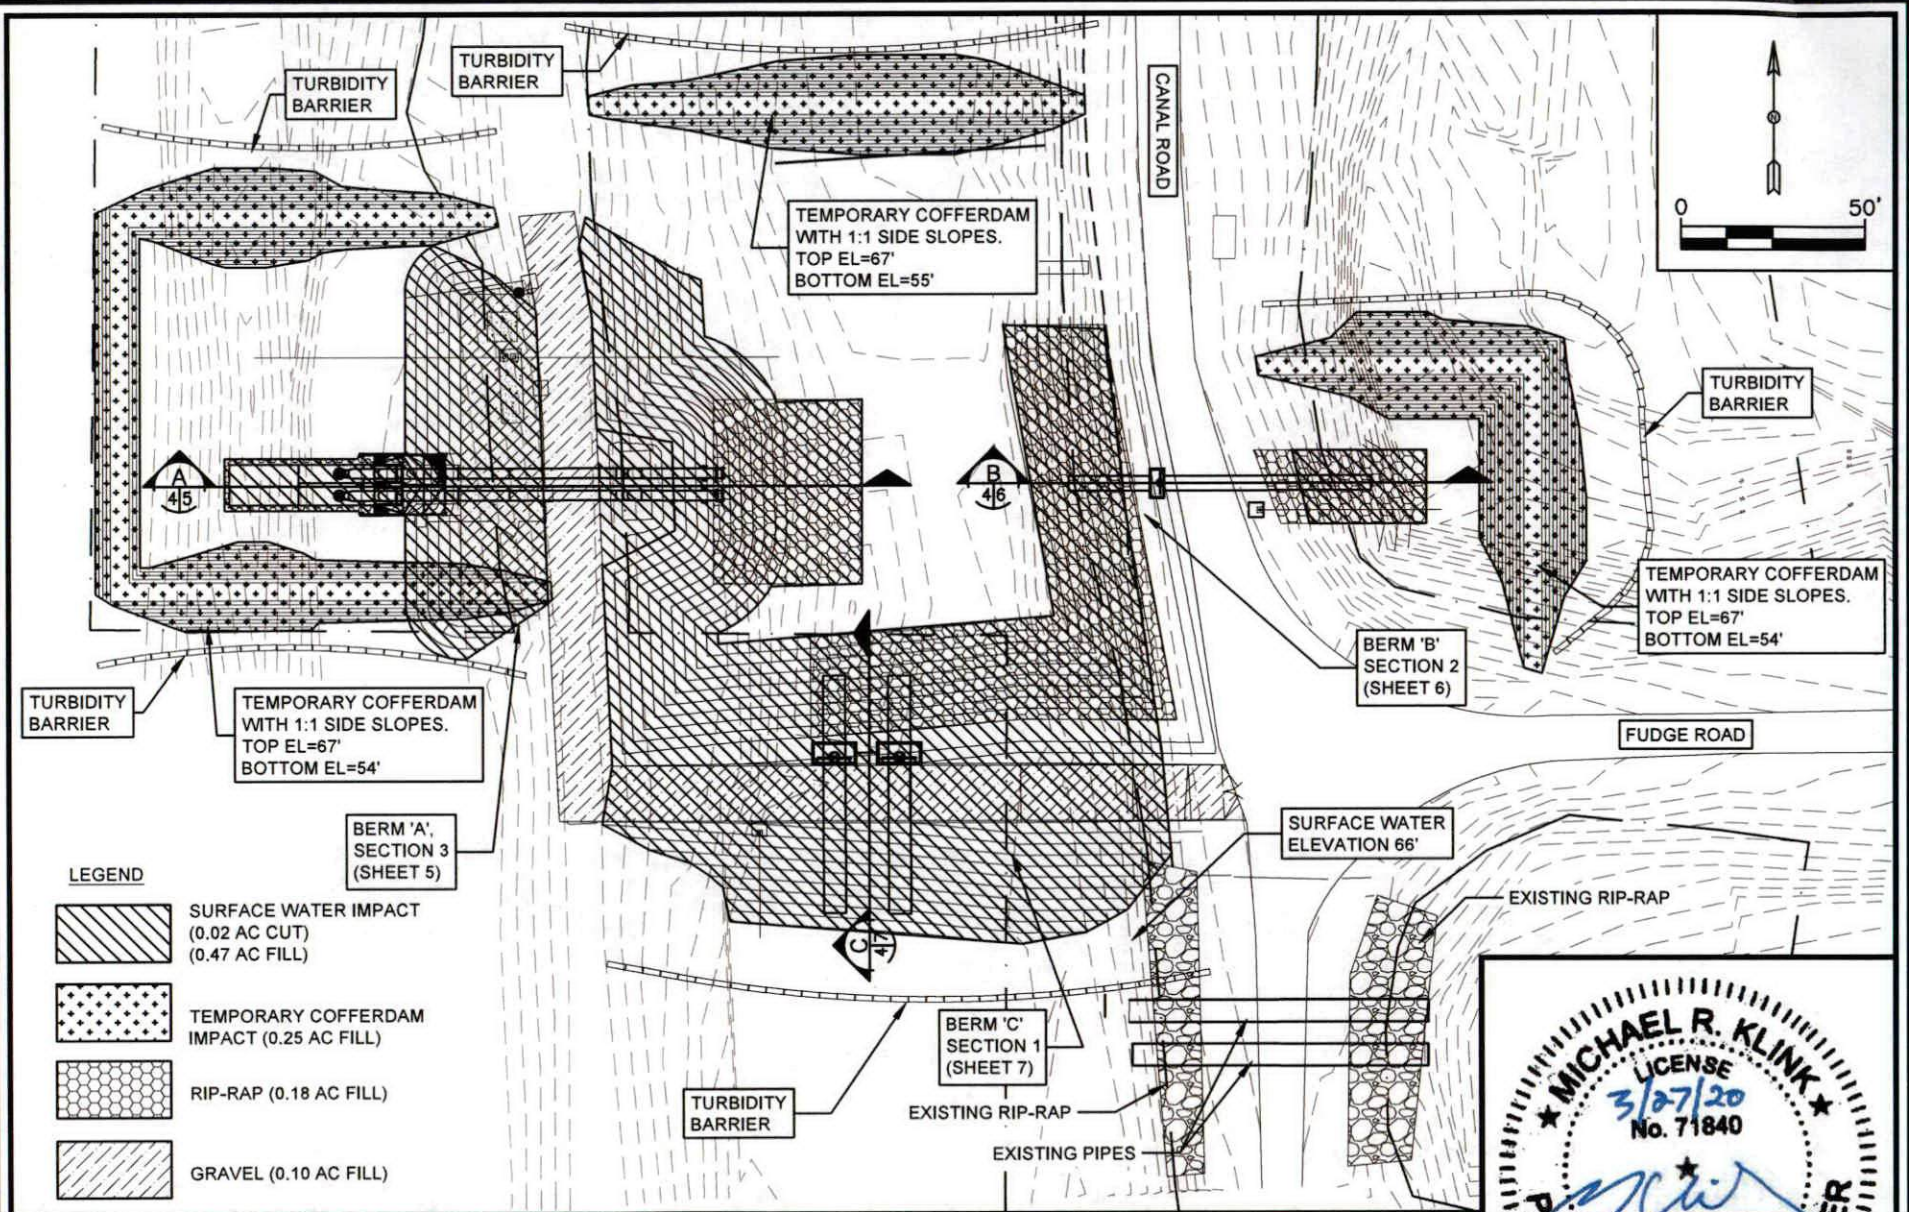 TURBIDITY
BARRIER
TURBIDITY
BARRIER
CANAL ROAD
N
0 50'
TEMPORARY COFFERDAM
WITH 1:1 SIDE SLOPES.
TOP EL=67'
BOTTOM EL=55'
TURBIDITY
BARRIER
A
4 5
B
4 6
TEMPORARY COFFERDAM
WITH 1:1 SIDE SLOPES.
TOP EL=67'
BOTTOM EL=54'
BERM 'B'
SECTION 2
(SHEET 6)
TURBIDITY
BARRIER
TEMPORARY COFFERDAM
WITH 1:1 SIDE SLOPES.
TOP EL=67'
BOTTOM EL=54'
FUDGE ROAD
BERM 'A',
SECTION 3
(SHEET 5)
SURFACE WATER
ELEVATION 66'
EXISTING RIP-RAP
C
4 7
LEGEND
SURFACE WATER IMPACT
(0.02 AC CUT)
(0.47 AC FILL)
TEMPORARY COFFERDAM
IMPACT (0.25 AC FILL)
RIP-RAP (0.18 AC FILL)
GRAVEL (0.10 AC FILL)
BERM 'C'
SECTION 1
(SHEET 7)
TURBIDITY
BARRIER
EXISTING RIP-RAP
EXISTING PIPES
MICHAEL R. KLINK
LICENSE
3/27/20
No. 71840